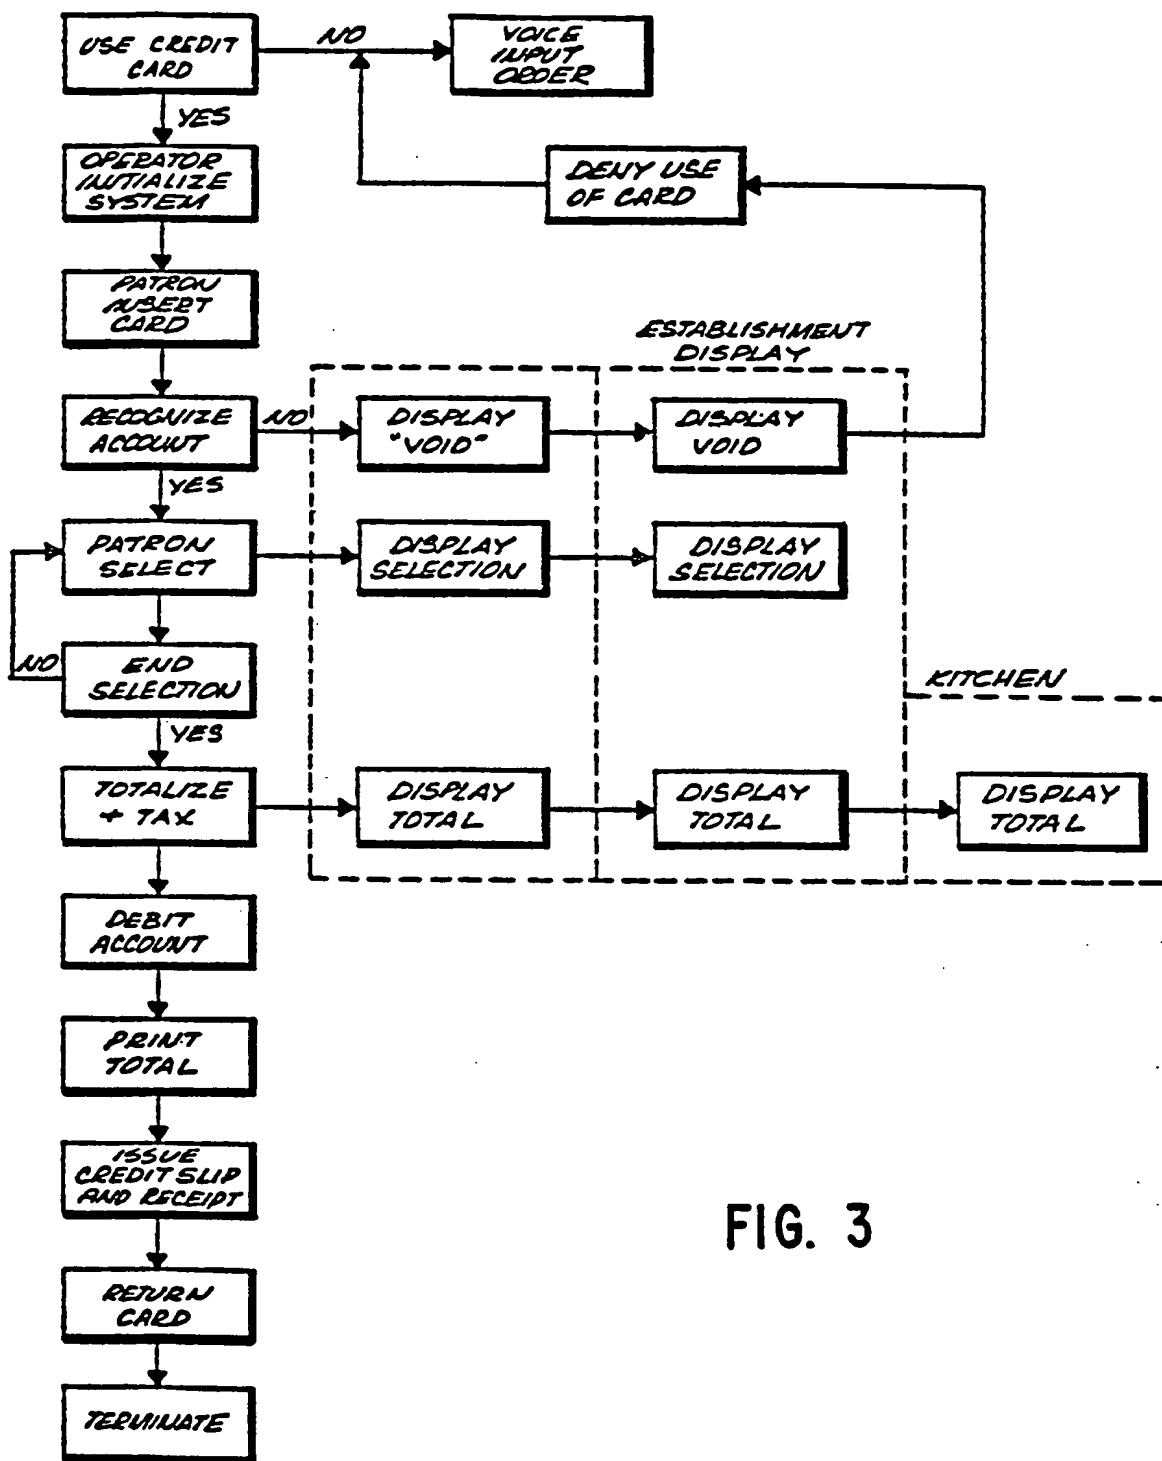 USE CREDIT
CARD
NO
VOICE
INPUT
ORDER
YES
OPERATOR
INITIALIZE
SYSTEM
DENY USE
OF CARD
PATRON
INSERT
CARD
ESTABLISHMENT
DISPLAY
RECOGNIZE
ACCOUNT
NO
DISPLAY
"VOID"
DISPLAY
VOID
YES
PATRON
SELECT
DISPLAY
SELECTION
DISPLAY
SELECTION
NO
END
SELECTION
KITCHEN
YES
TOTALIZE
+ TAX
DISPLAY
TOTAL
DISPLAY
TOTAL
DISPLAY
TOTAL
DEBIT
ACCOUNT
PRINT
TOTAL
ISSUE
CREDIT SLIP
AND RECEIPT
FIG. 3
RETURN
CARD
TERMINATE